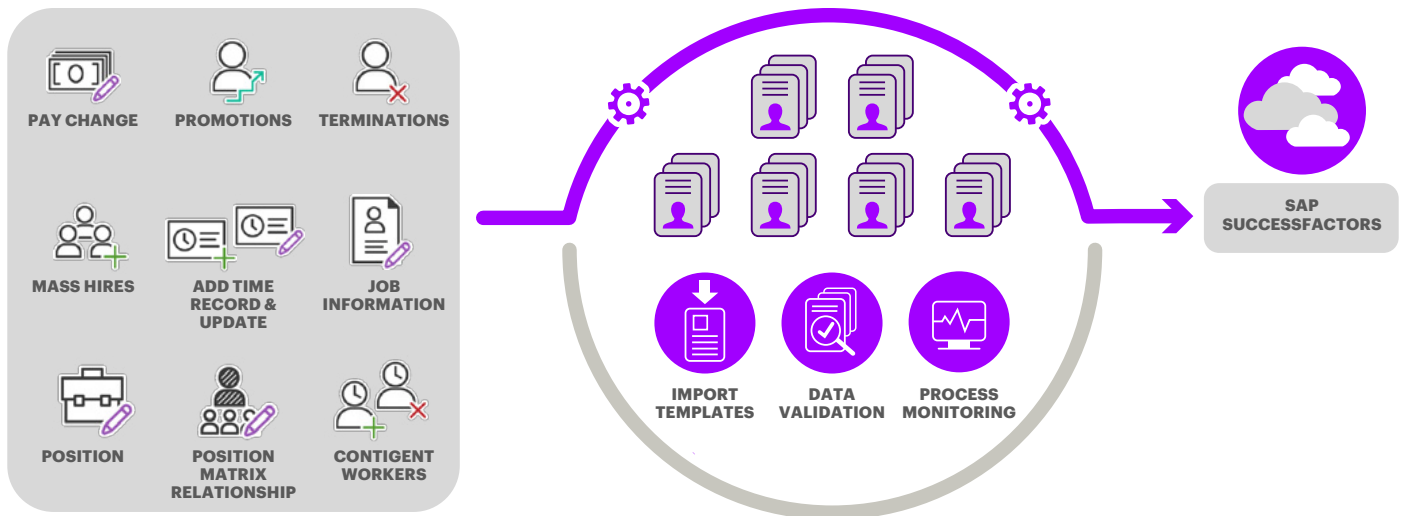 PAY CHANGE
PROMOTIONS
TERMINATIONS
MASS HIRES
ADD TIME
RECORD &
UPDATE
JOB
INFORMATION
POSITION
POSITION
MATRIX
RELATIONSHIP
CONTIGENT
WORKERS
IMPORT
TEMPLATES
DATA
VALIDATION
PROCESS
MONITORING
SAP
SUCCESSFACTORS